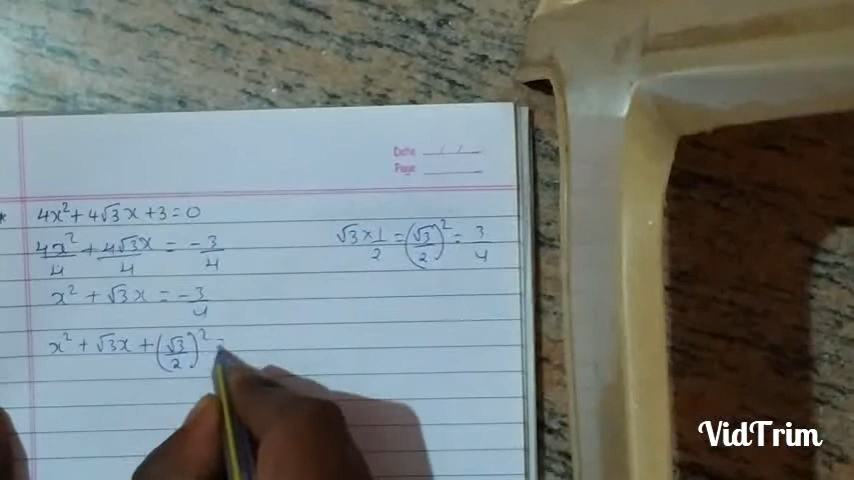 Date / /
Page
* 4x² + 4√3x + 3 = 0
4x²/4 + 4√3x/4 = -3/4
√3 × 1/2 = (√3/2)² = 3/4
x² + √3x = -3/4
x² + √3x + (√3/2)² =
VidTrim